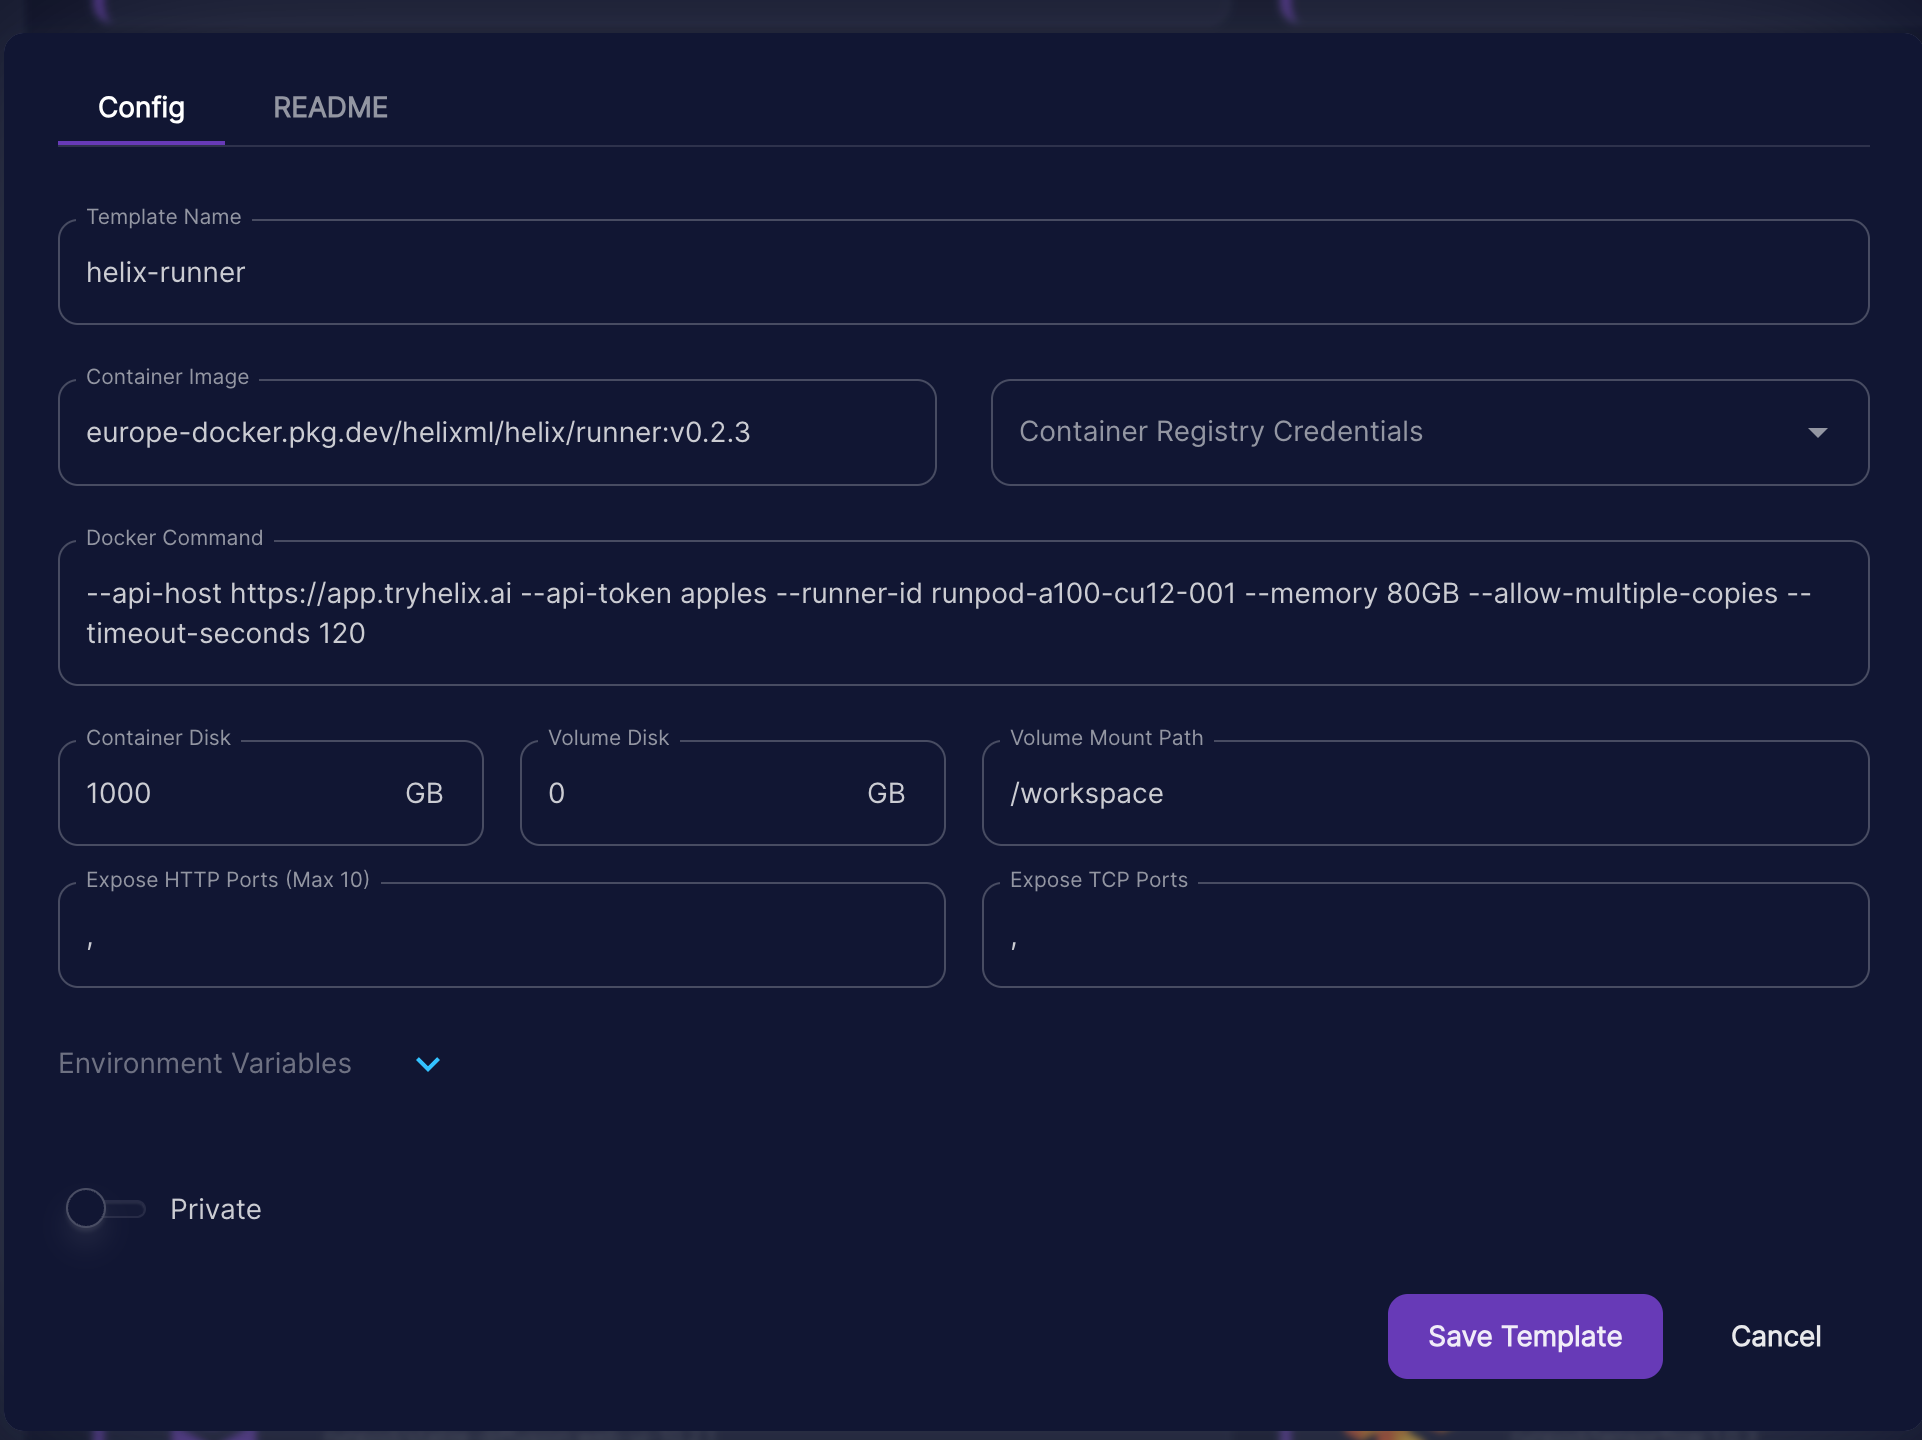 Config
README
Template Name
helix-runner
Container Image
europe-docker.pkg.dev/helixml/helix/runner:v0.2.3
Container Registry Credentials
Docker Command
--api-host https://app.tryhelix.ai --api-token apples --runner-id runpod-a100-cu12-001 --memory 80GB --allow-multiple-copies --
timeout-seconds 120
Container Disk
1000 GB
Volume Disk
0 GB
Volume Mount Path
/workspace
Expose HTTP Ports (Max 10)
,
Expose TCP Ports
,
Environment Variables
Private
Save Template
Cancel